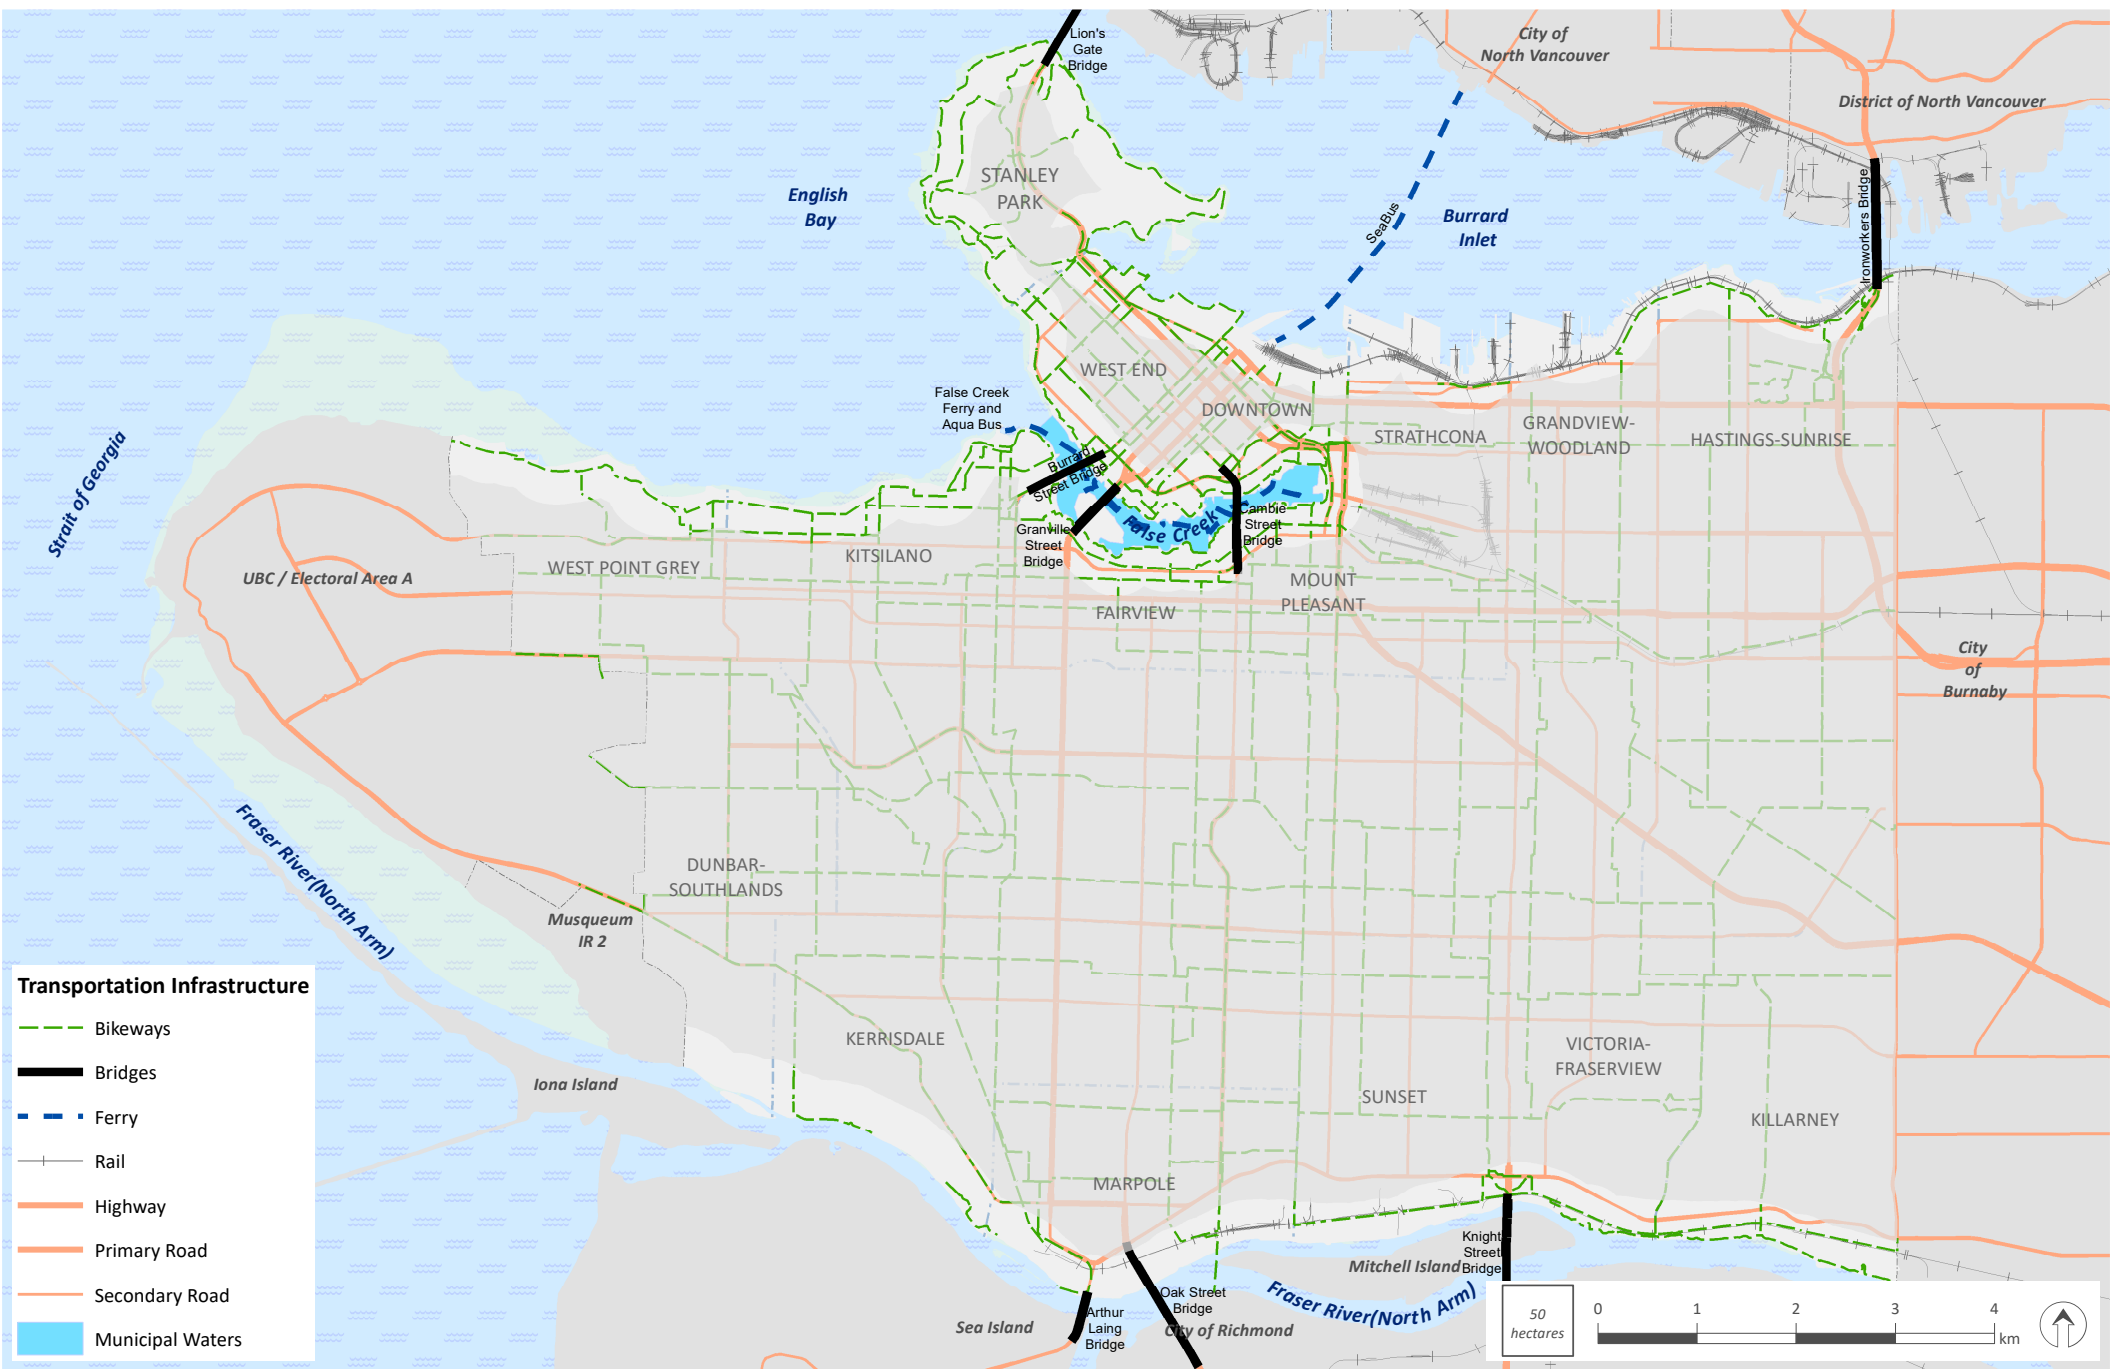 Lion's
Gate
Bridge
City of
North Vancouver
District of North Vancouver
STANLEY
PARK
English
Bay
SeaBus
Burrard
Inlet
Ironworkers Bridge
WEST END
False Creek
Ferry and
Aqua Bus
DOWNTOWN
STRATHCONA
GRANDVIEW-
WOODLAND
HASTINGS-SUNRISE
Strait of Georgia
Burrard
Street Bridge
Granville
Street
Bridge
False Creek
Cambie
Street
Bridge
UBC / Electoral Area A
WEST POINT GREY
KITSILANO
MOUNT
PLEASANT
FAIRVIEW
City
of
Burnaby
Fraser River(North Arm)
DUNBAR-
SOUTHLANDS
Musqueum
IR 2
KERRISDALE
VICTORIA-
FRASERVIEW
Iona Island
SUNSET
KILLARNEY
MARPOLE
Knight
Street
Bridge
Mitchell Island
Fraser River(North Arm)
Oak Street
Bridge
Arthur
Laing
Bridge
Sea Island
City of Richmond
Transportation Infrastructure
Bikeways
Bridges
Ferry
Rail
Highway
Primary Road
Secondary Road
Municipal Waters
50
hectares
0 1 2 3 4
km